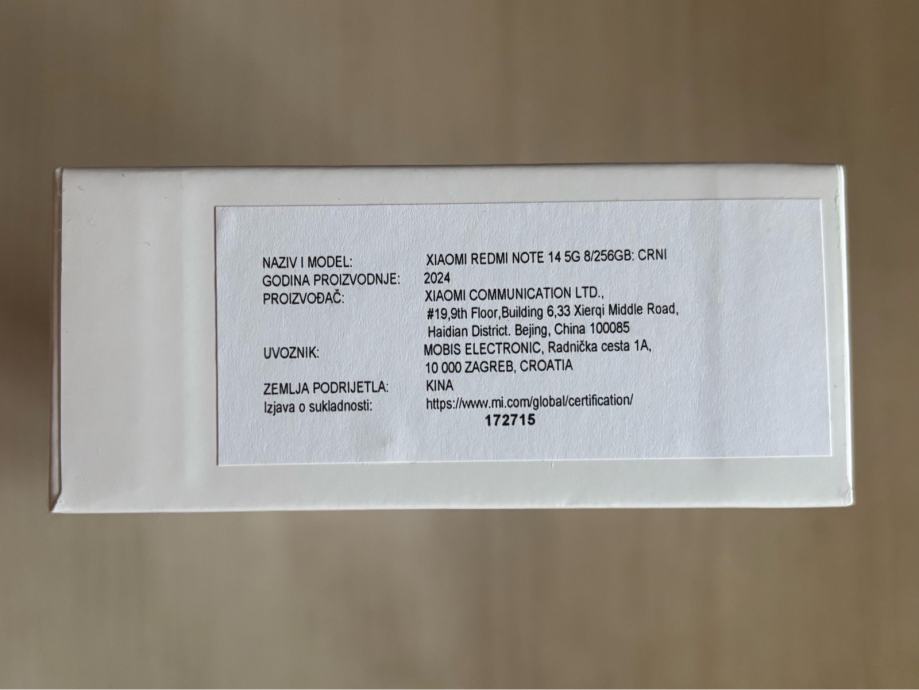 NAZIV I MODEL: XIAOMI REDMI NOTE 14 5G 8/256GB: CRNI
GODINA PROIZVODNJE: 2024
PROIZVOĐAČ: XIAOMI COMMUNICATION LTD.,
#19,9th Floor,Building 6,33 Xierqi Middle Road,
Haidian District. Bejing, China 100085
UVOZNIK: MOBIS ELECTRONIC, Radnička cesta 1A,
10 000 ZAGREB, CROATIA
ZEMLJA PODRIJETLA: KINA
Izjava o sukladnosti: https://www.mi.com/global/certification/
172715